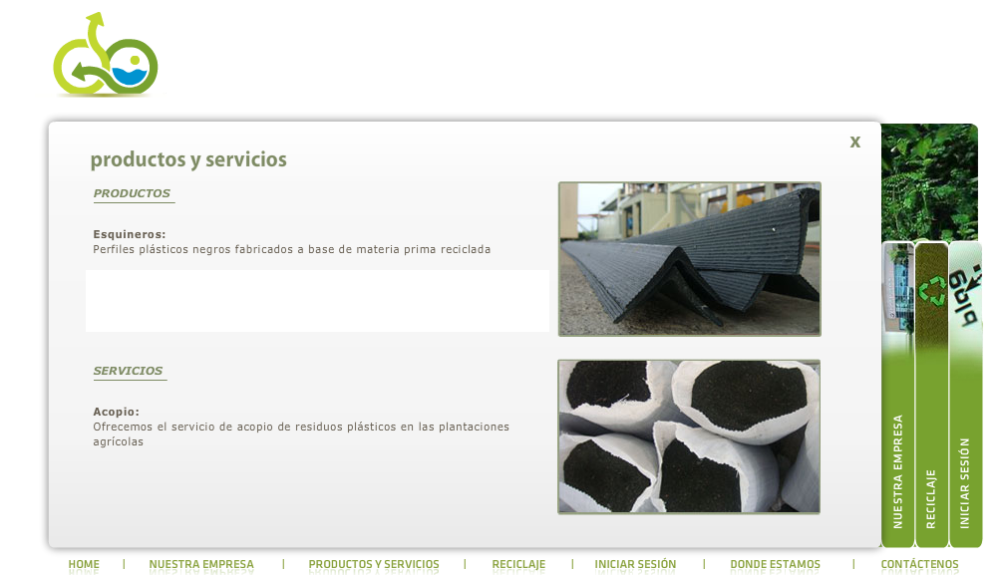 productos y servicios
X
PRODUCTOS
Esquineros:
Perfiles plásticos negros fabricados a base de materia prima reciclada
SERVICIOS
Acopio:
Ofrecemos el servicio de acopio de residuos plásticos en las plantaciones
agrícolas
blag
NUESTRA EMPRESA
RECICLAJE
INICIAR SESIÓN
HOME | NUESTRA EMPRESA | PRODUCTOS Y SERVICIOS | RECICLAJE | INICIAR SESIÓN | DONDE ESTAMOS | CONTÁCTENOS